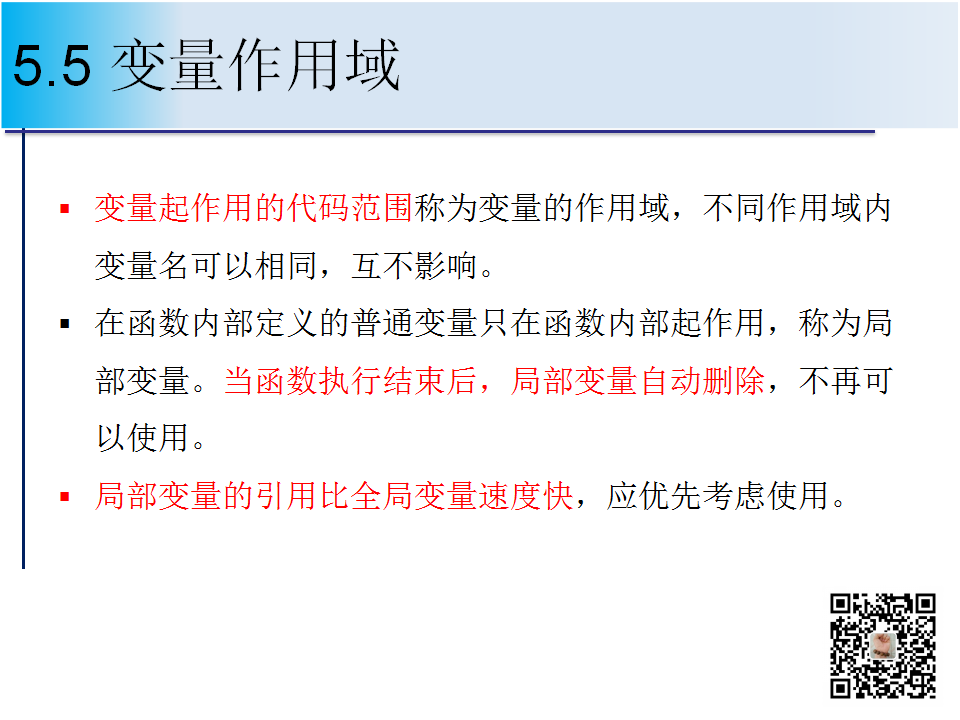 5.5 变量作用域
变量起作用的代码范围称为变量的作用域，不同作用域内
变量名可以相同，互不影响。
在函数内部定义的普通变量只在函数内部起作用，称为局
部变量。当函数执行结束后，局部变量自动删除，不再可
以使用。
局部变量的引用比全局变量速度快，应优先考虑使用。